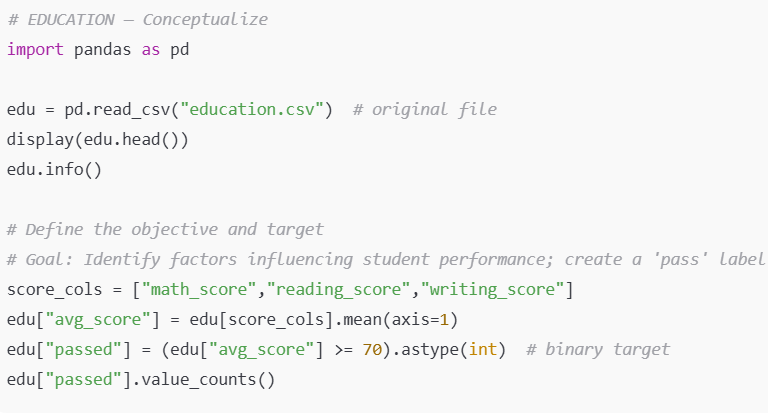 # EDUCATION — Conceptualize
import pandas as pd
edu = pd.read_csv("education.csv")  # original file
display(edu.head())
edu.info()
# Define the objective and target
# Goal: Identify factors influencing student performance; create a 'pass' label
score_cols = ["math_score","reading_score","writing_score"]
edu["avg_score"] = edu[score_cols].mean(axis=1)
edu["passed"] = (edu["avg_score"] >= 70).astype(int)  # binary target
edu["passed"].value_counts()